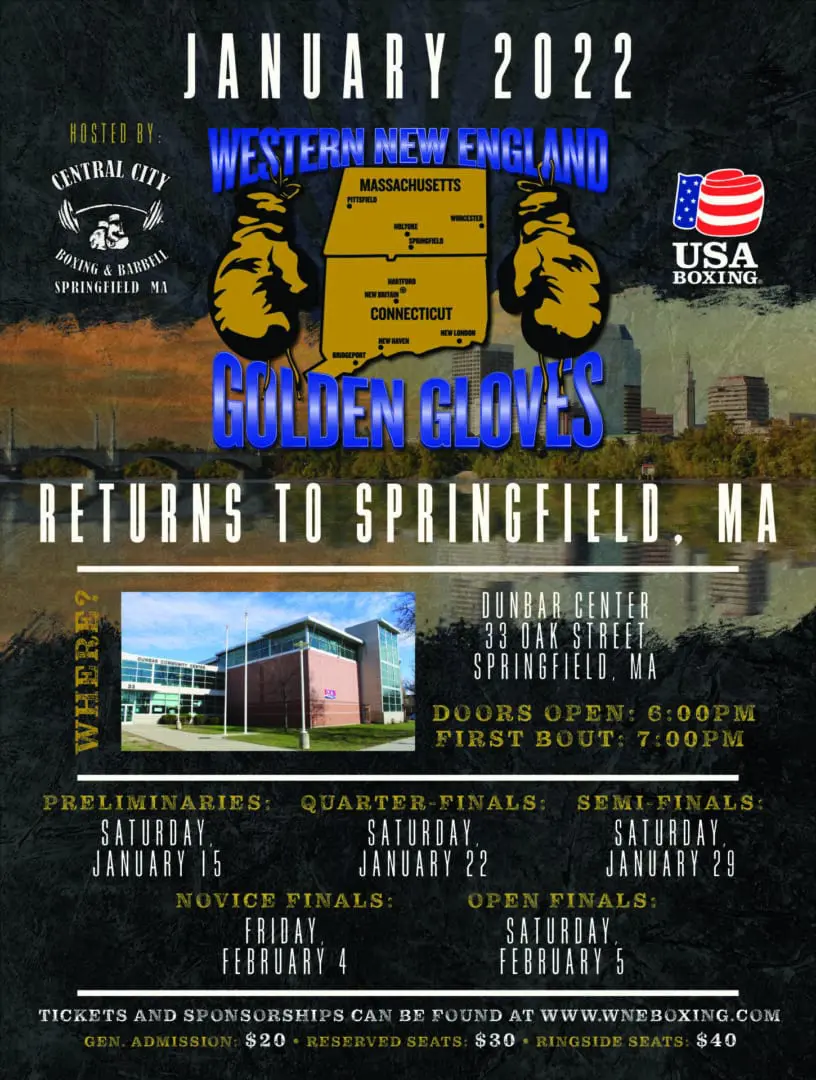 JANUARY 2022
HOSTED BY:
CENTRAL CITY
BOXING & BARBELL
SPRINGFIELD MA
WESTERN NEW ENGLAND
MASSACHUSETTS
PITTSFIELD
WORCESTER
HOLYOKE
SPRINGFIELD
HARTFORD
NEW BRITAIN
CONNECTICUT
NEW LONDON
NEW HAVEN
BRIDGEPORT
GOLDEN GLOVES
USA
BOXING
RETURNS TO SPRINGFIELD, MA
WHERE?
DUNBAR COMMUNITY CENTER
33
DUNBAR CENTER
33 OAK STREET
SPRINGFIELD, MA
DOORS OPEN: 6:00PM
FIRST BOUT: 7:00PM
PRELIMINARIES:
SATURDAY,
JANUARY 15
QUARTER-FINALS:
SATURDAY,
JANUARY 22
SEMI-FINALS:
SATURDAY,
JANUARY 29
NOVICE FINALS:
FRIDAY,
FEBRUARY 4
OPEN FINALS:
SATURDAY,
FEBRUARY 5
TICKETS AND SPONSORSHIPS CAN BE FOUND AT WWW.WNEBOXING.COM
GEN. ADMISSION: $20 • RESERVED SEATS: $30 • RINGSIDE SEATS: $40